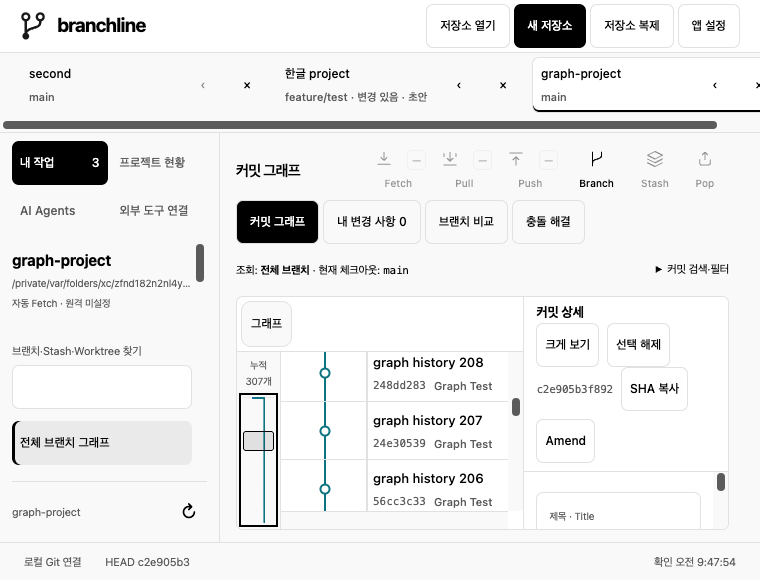 branchline
저장소 열기
새 저장소
저장소 복제
앱 설정
second
main
한글 project
feature/test · 변경 있음 · 초안
graph-project
main
내 작업 3
프로젝트 현황
AI Agents
외부 도구 연결
graph-project
/private/var/folders/xc/zfnd182n2nl4y...
자동 Fetch · 원격 미설정
브랜치·Stash·Worktree 찾기
전체 브랜치 그래프
graph-project
커밋 그래프
Fetch
Pull
Push
Branch
Stash
Pop
커밋 그래프
내 변경 사항 0
브랜치 비교
충돌 해결
조회: 전체 브랜치 · 현재 체크아웃: main
▶ 커밋 검색·필터
그래프
누적
307개
graph history 208
248dd283 Graph Test
graph history 207
24e30539 Graph Test
graph history 206
56cc3c33 Graph Test
커밋 상세
크게 보기
선택 해제
c2e905b3f892
SHA 복사
Amend
제목 · Title
로컬 Git 연결
HEAD c2e905b3
확인 오전 9:47:54